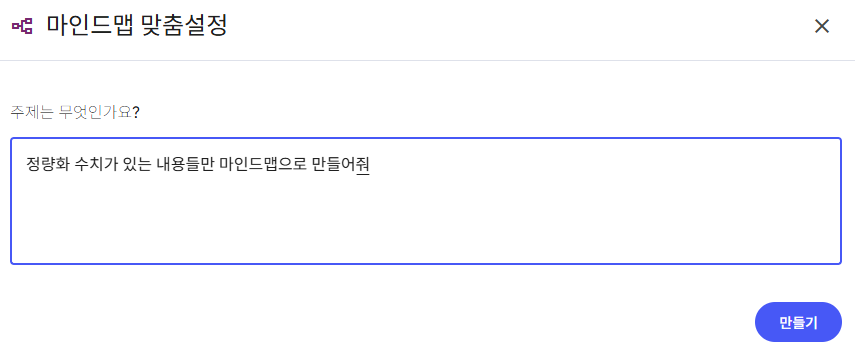 마인드맵 맞춤설정
주제는 무엇인가요?
정량화 수치가 있는 내용들만 마인드맵으로 만들어줘
만들기